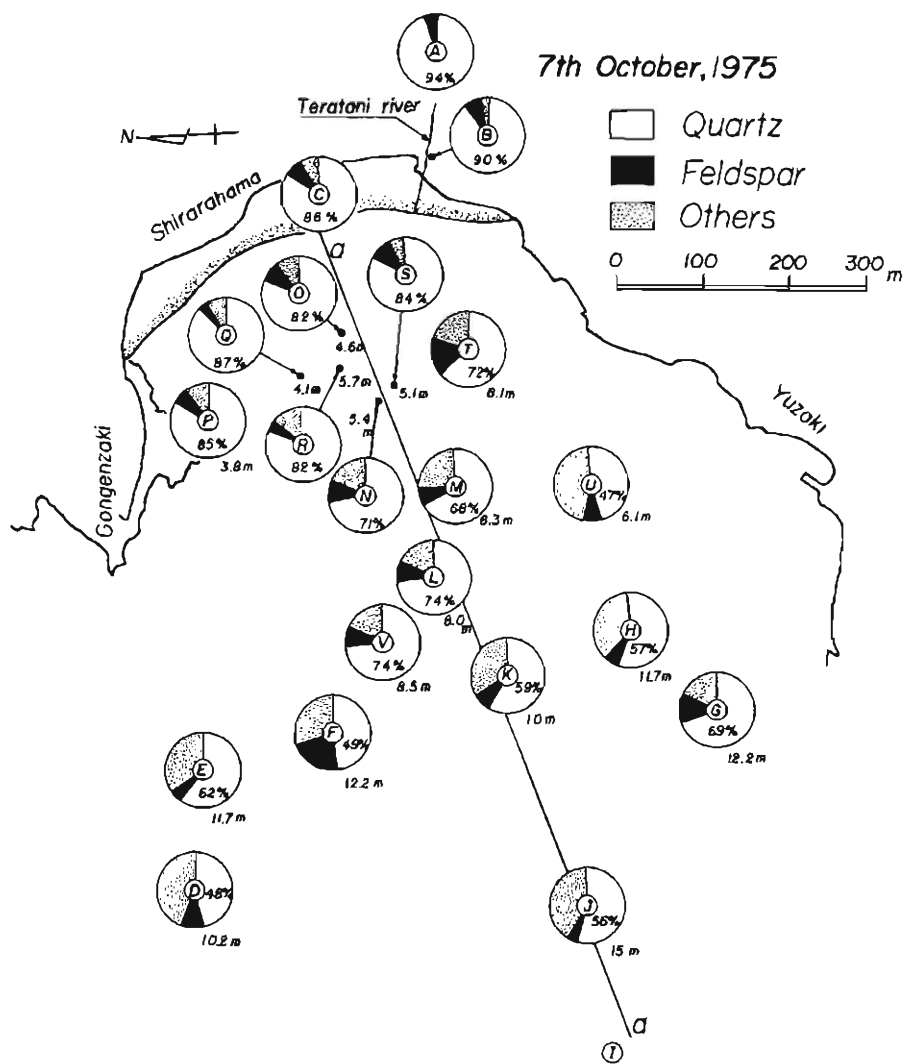 A
94%
7th October, 1975
Teratani river
N
B
90%
Quartz
Feldspar
Others
C
86%
Shirarahama
a
0 100 200 300 m
O
82%
S
84%
Q
87%
4.6m
T
72%
8.1m
4.1m
5.7m
5.1m
5.4 m
Yuzaki
P
85%
3.8m
R
82%
Gongenzaki
N
71%
M
68%
8.3m
U
47%
6.1m
L
74%
8.0 m
V
74%
8.5m
H
57%
11.7m
K
59%
10m
G
69%
12.2m
F
49%
12.2m
E
62%
11.7m
D
48%
10.2m
J
56%
15m
a
I